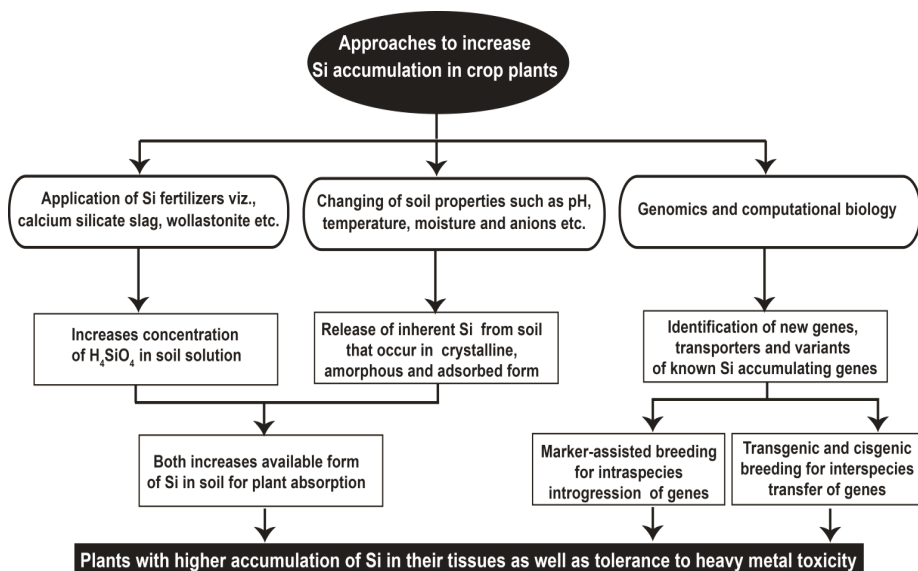 Approaches to increase
Si accumulation in crop plants
Application of Si fertilizers viz.,
calcium silicate slag, wollastonite etc.
Changing of soil properties such as pH,
temperature, moisture and anions etc.
Genomics and computational biology
Increases concentration
of H₄SiO₄ in soil solution
Release of inherent Si from soil
that occur in crystalline,
amorphous and adsorbed form
Identification of new genes,
transporters and variants
of known Si accumulating genes
Both increases available form
of Si in soil for plant absorption
Marker-assisted breeding
for intraspecies
introgression of genes
Transgenic and cisgenic
breeding for interspecies
transfer of genes
Plants with higher accumulation of Si in their tissues as well as tolerance to heavy metal toxicity